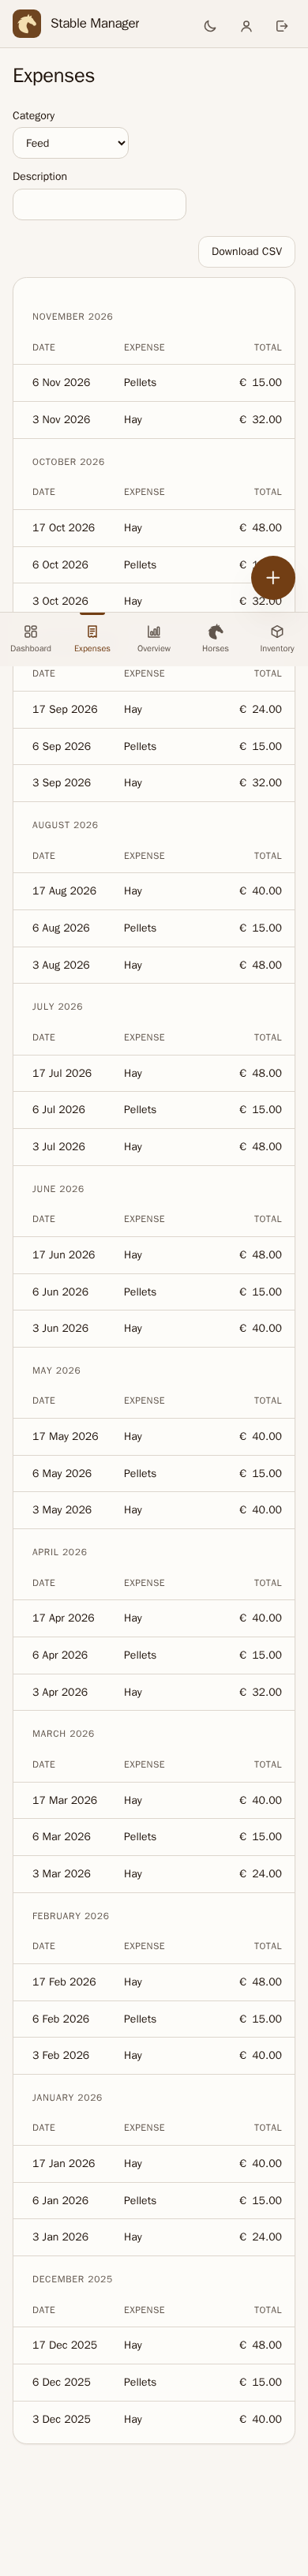 Stable Manager
Expenses
Category
Feed
Description
Download CSV
NOVEMBER 2026
DATE EXPENSE TOTAL
6 Nov 2026 Pellets € 15.00
3 Nov 2026 Hay € 32.00
OCTOBER 2026
DATE EXPENSE TOTAL
17 Oct 2026 Hay € 48.00
6 Oct 2026 Pellets €
3 Oct 2026 Hay € 32.00
Dashboard Expenses Overview Horses Inventory
DATE EXPENSE TOTAL
17 Sep 2026 Hay € 24.00
6 Sep 2026 Pellets € 15.00
3 Sep 2026 Hay € 32.00
AUGUST 2026
DATE EXPENSE TOTAL
17 Aug 2026 Hay € 40.00
6 Aug 2026 Pellets € 15.00
3 Aug 2026 Hay € 48.00
JULY 2026
DATE EXPENSE TOTAL
17 Jul 2026 Hay € 48.00
6 Jul 2026 Pellets € 15.00
3 Jul 2026 Hay € 48.00
JUNE 2026
DATE EXPENSE TOTAL
17 Jun 2026 Hay € 48.00
6 Jun 2026 Pellets € 15.00
3 Jun 2026 Hay € 40.00
MAY 2026
DATE EXPENSE TOTAL
17 May 2026 Hay € 40.00
6 May 2026 Pellets € 15.00
3 May 2026 Hay € 40.00
APRIL 2026
DATE EXPENSE TOTAL
17 Apr 2026 Hay € 40.00
6 Apr 2026 Pellets € 15.00
3 Apr 2026 Hay € 32.00
MARCH 2026
DATE EXPENSE TOTAL
17 Mar 2026 Hay € 40.00
6 Mar 2026 Pellets € 15.00
3 Mar 2026 Hay € 24.00
FEBRUARY 2026
DATE EXPENSE TOTAL
17 Feb 2026 Hay € 48.00
6 Feb 2026 Pellets € 15.00
3 Feb 2026 Hay € 40.00
JANUARY 2026
DATE EXPENSE TOTAL
17 Jan 2026 Hay € 40.00
6 Jan 2026 Pellets € 15.00
3 Jan 2026 Hay € 24.00
DECEMBER 2025
DATE EXPENSE TOTAL
17 Dec 2025 Hay € 48.00
6 Dec 2025 Pellets € 15.00
3 Dec 2025 Hay € 40.00